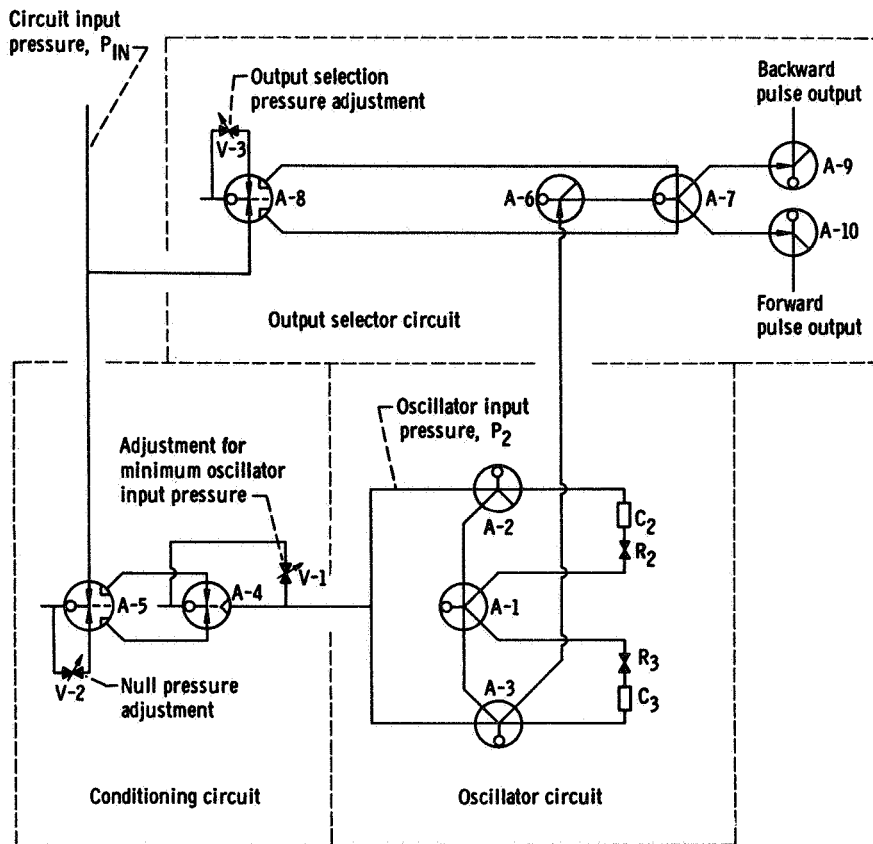 Circuit input
pressure, P_IN
Output selection
pressure adjustment
V-3
A-8
A-6
A-7
Backward
pulse output
A-9
A-10
Forward
pulse output
Output selector circuit
Oscillator input
pressure, P_2
Adjustment for
minimum oscillator
input pressure
V-1
A-2
C_2
R_2
A-5
A-4
A-1
R_3
C_3
A-3
V-2
Null pressure
adjustment
Conditioning circuit
Oscillator circuit